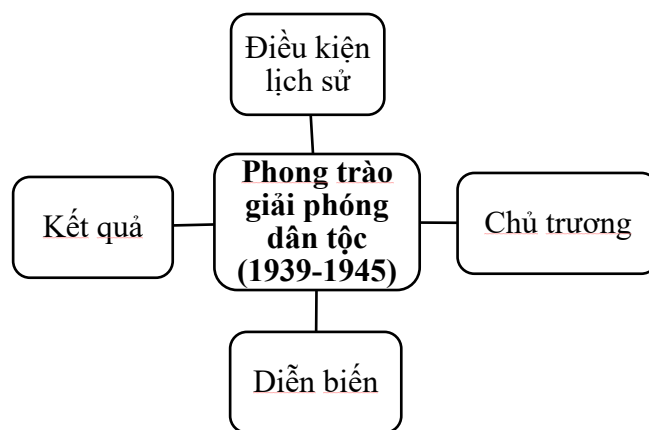 Điều kiện
lịch sử
Phong trào
giải phóng
dân tộc
(1939-1945)
Kết quả
Chủ trương
Diễn biến